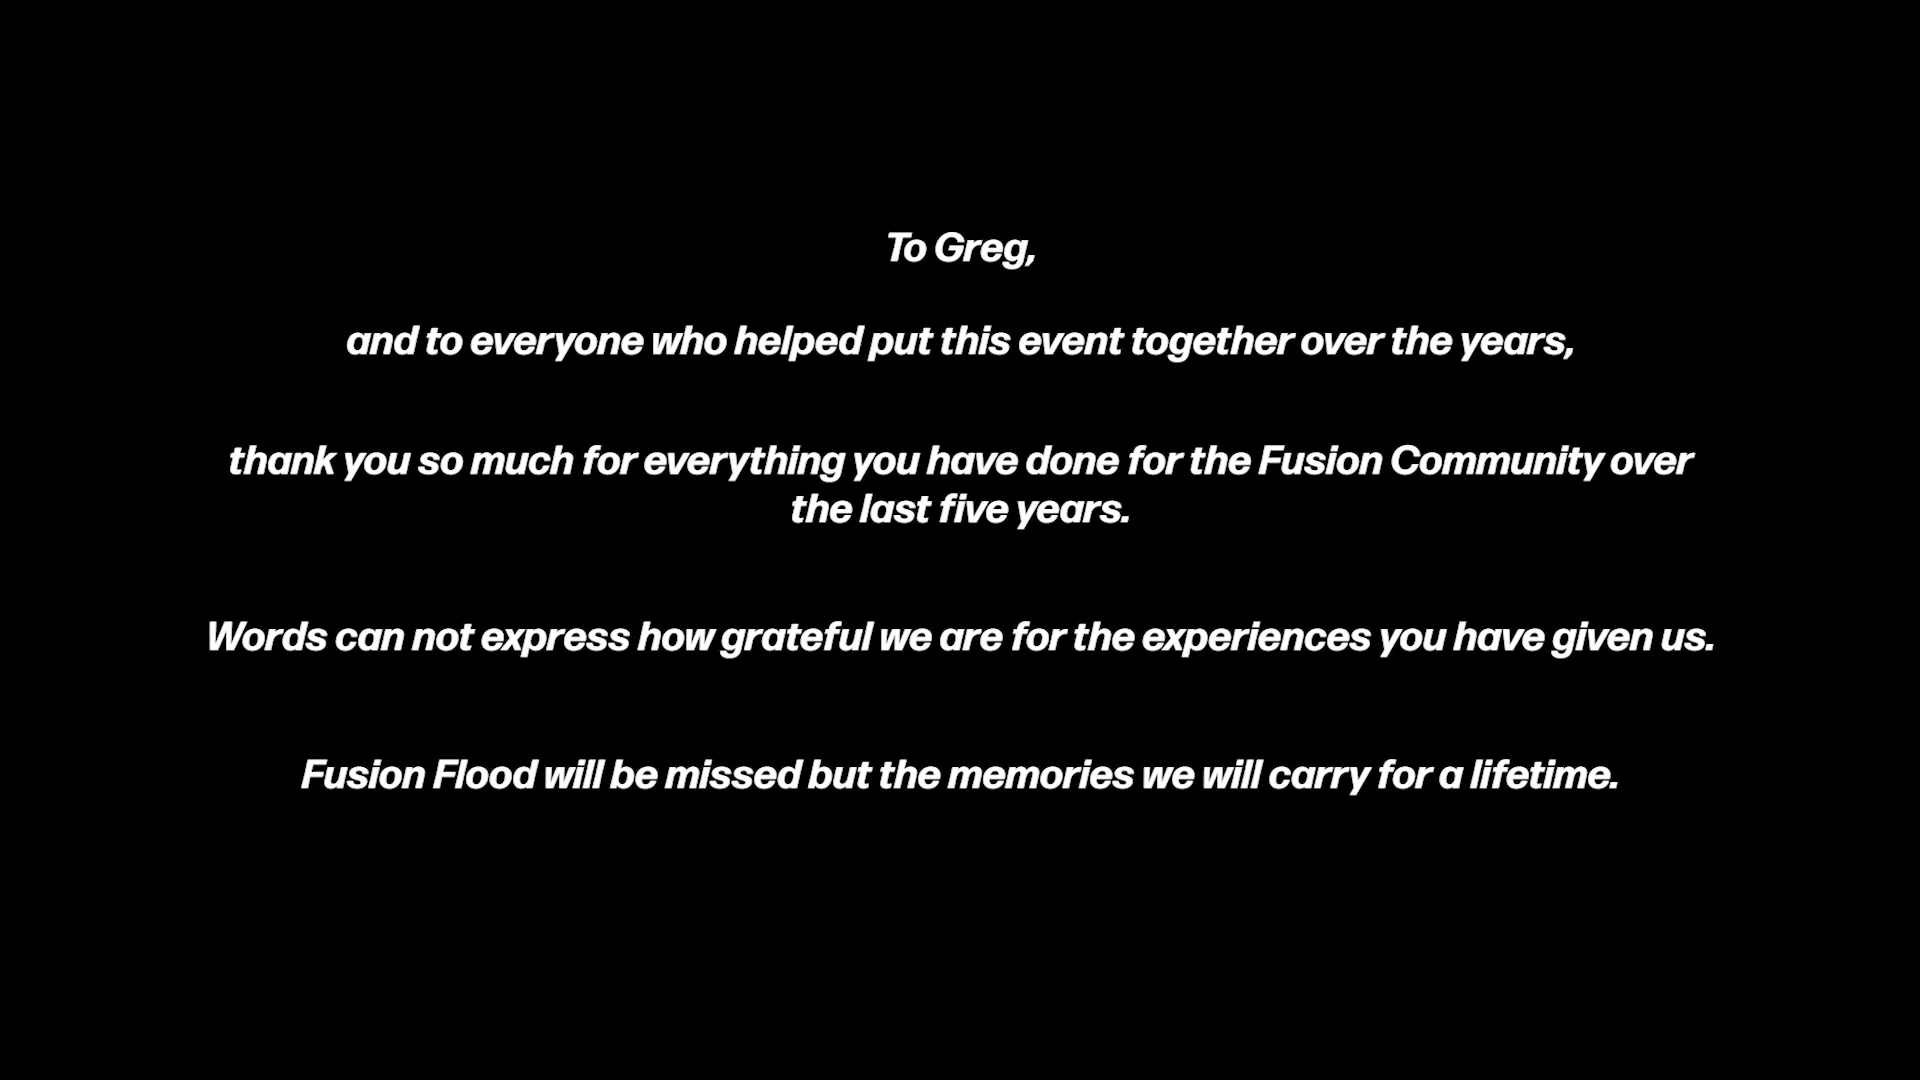 To Greg,
and to everyone who helped put this event together over the years,
thank you so much for everything you have done for the Fusion Community over
the last five years.
Words can not express how grateful we are for the experiences you have given us.
Fusion Flood will be missed but the memories we will carry for a lifetime.